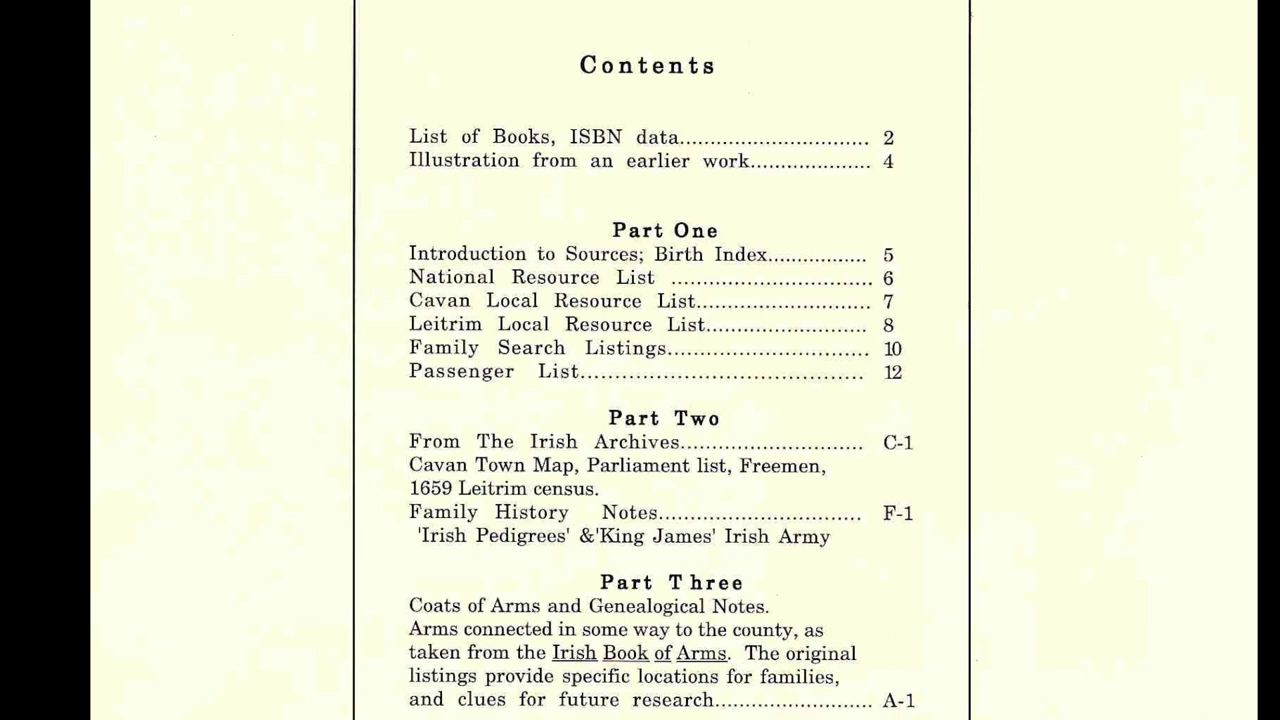 Contents
List of Books, ISBN data.............................. 2
Illustration from an earlier work.................... 4
Part One
Introduction to Sources; Birth Index................. 5
National Resource List .................................. 6
Cavan Local Resource List......................... 7
Leitrim Local Resource List....................... 8
Family Search Listings............................. 10
Passenger List......................................... 12
Part Two
From The Irish Archives........................... C-1
Cavan Town Map, Parliament list, Freemen,
1659 Leitrim census.
Family History Notes............................... F-1
'Irish Pedigrees' &'King James' Irish Army
Part Three
Coats of Arms and Genealogical Notes.
Arms connected in some way to the county, as
taken from the Irish Book of Arms. The original
listings provide specific locations for families,
and clues for future research....................... A-1